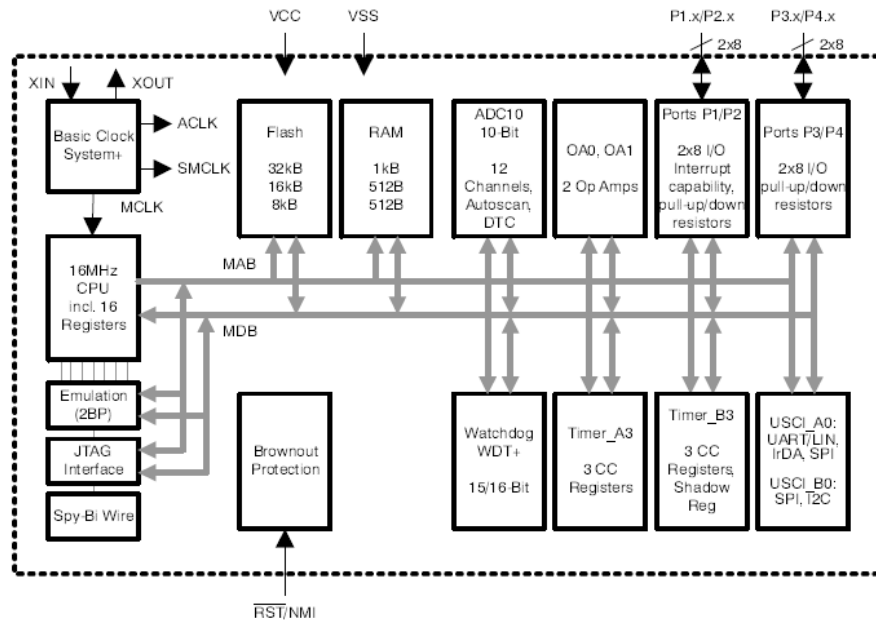 VCC
VSS
P1.x/P2.x
2x8
P3.x/P4.x
2x8
XIN
XOUT
Basic Clock
System+
ACLK
SMCLK
MCLK
Flash
32kB
16kB
8kB
RAM
1kB
512B
512B
ADC10
10-Bit
12
Channels,
Autoscan,
DTC
OA0, OA1
2 Op Amps
Ports P1/P2
2x8 I/O
Interrupt
capability,
pull-up/down
resistors
Ports P3/P4
2x8 I/O
pull-up/down
resistors
16MHz
CPU
incl. 16
Registers
MAB
MDB
Emulation
(2BP)
JTAG
Interface
Spy-Bi Wire
Brownout
Protection
Watchdog
WDT+
15/16-Bit
Timer_A3
3 CC
Registers
Timer_B3
3 CC
Registers,
Shadow
Reg
USCI_A0:
UART/LIN,
IrDA, SPI
USCI_B0:
SPI, I2C
RST/NMI